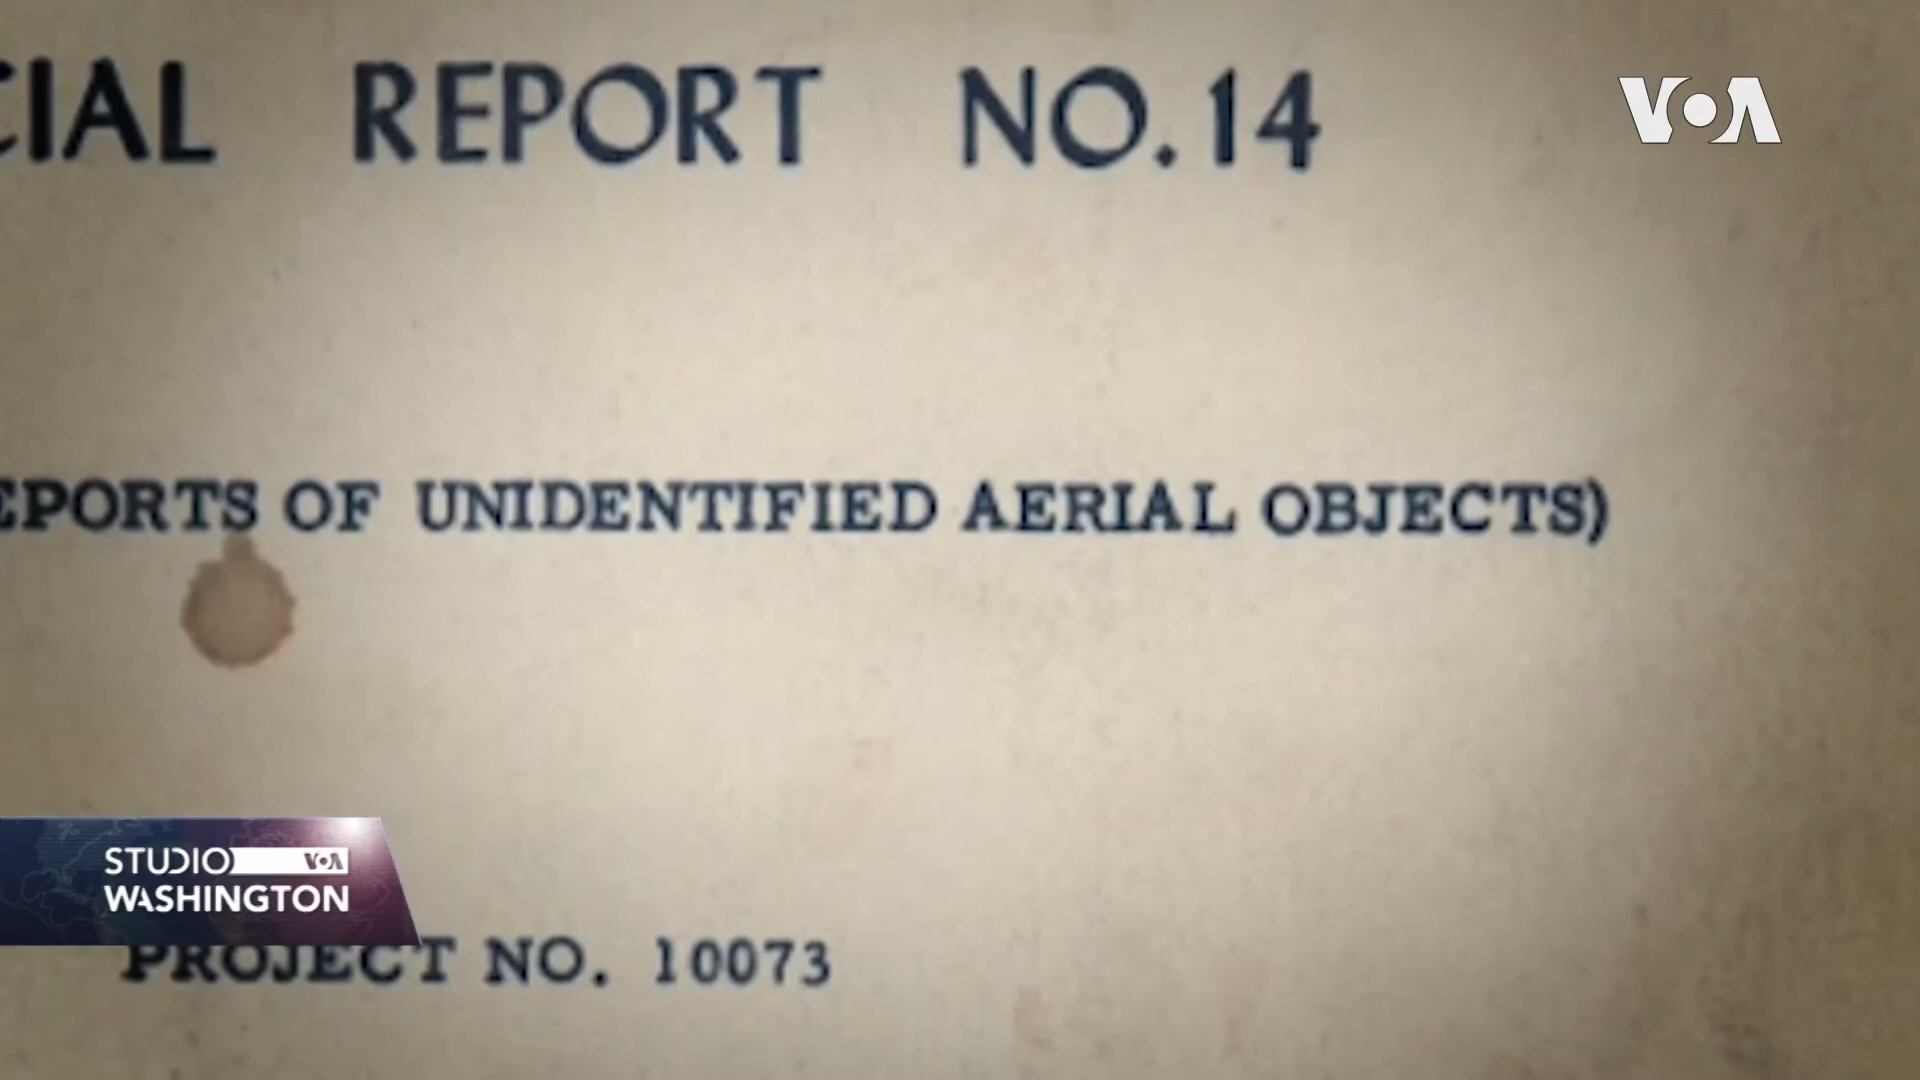 CIAL REPORT NO. 14
VOA
EPORTS OF UNIDENTIFIED AERIAL OBJECTS)
STUDIO VOA
WASHINGTON
PROJECT NO. 10073